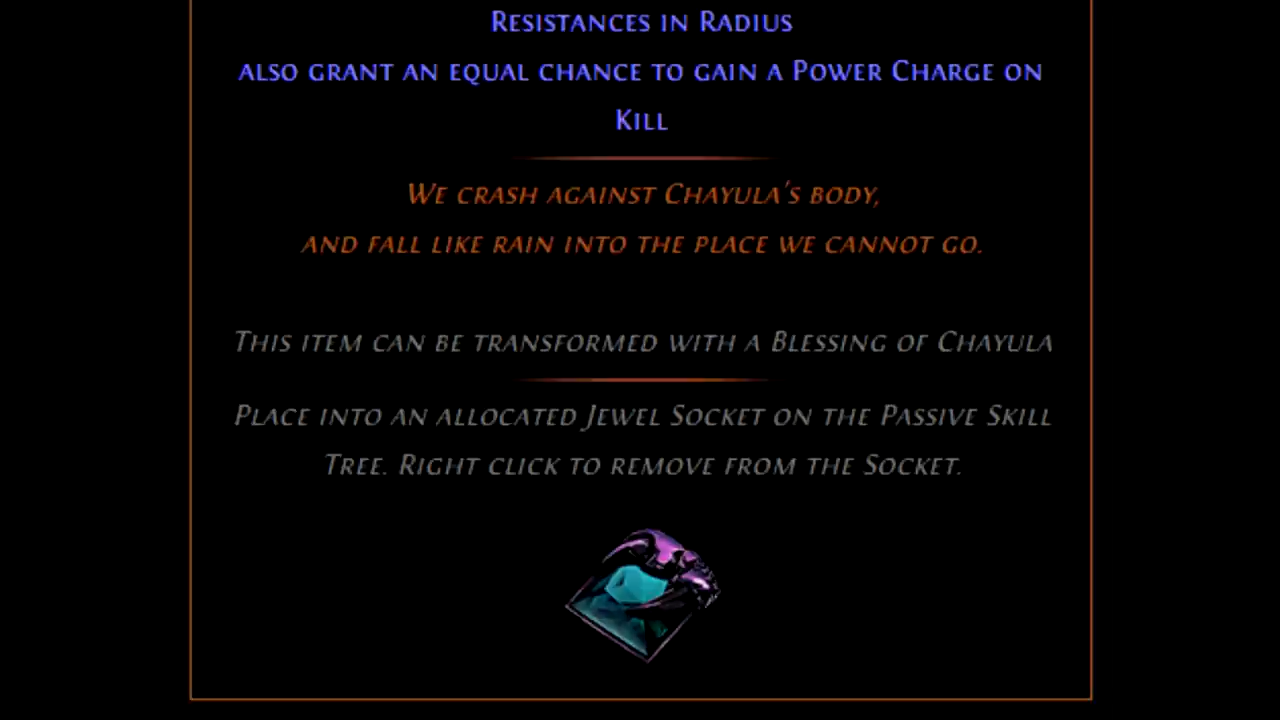 Resistances in Radius
also grant an equal chance to gain a Power Charge on
Kill
We crash against Chayula's body,
and fall like rain into the place we cannot go.
This item can be transformed with a Blessing of Chayula
Place into an allocated Jewel Socket on the Passive Skill
Tree. Right click to remove from the Socket.